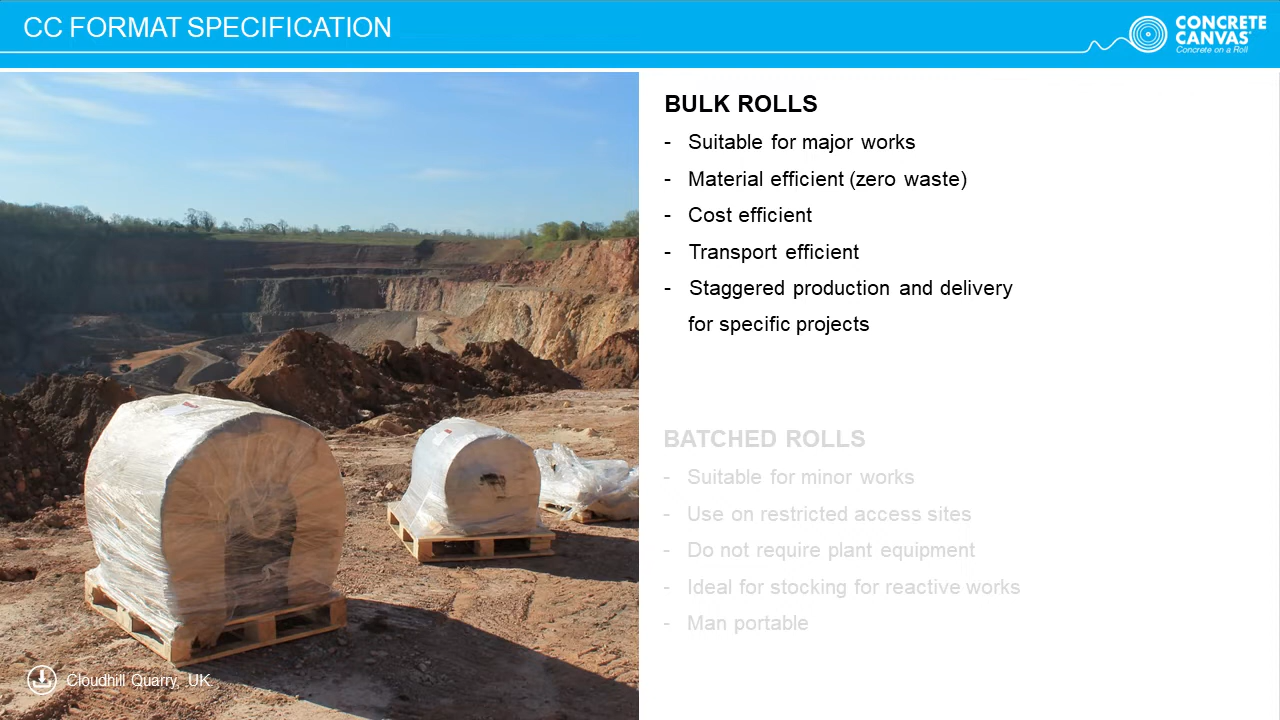 CC FORMAT SPECIFICATION
CONCRETE
CANVAS®
Concrete on a Roll
BULK ROLLS
- Suitable for major works
- Material efficient (zero waste)
- Cost efficient
- Transport efficient
- Staggered production and delivery
for specific projects
BATCHED ROLLS
- Suitable for minor works
- Use on restricted access sites
- Do not require plant equipment
- Ideal for stocking for reactive works
- Man portable
Cloudhill Quarry, UK